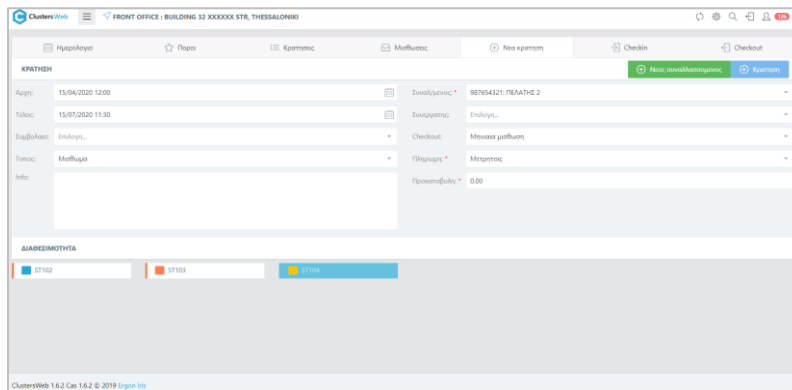 ClustersWeb FRONT OFFICE : BUILDING 32 XXXXXX STR, THESSALONIKI
Ημερολογιο Ποροι Κρατησεις Μισθωσεις Νεα κρατηση Checkin Checkout
ΚΡΑΤΗΣΗ Νεος συναλλασσομενος Κρατηση
Αρχη: 15/04/2020 12:00 Συναλ/μενος: * 987654321: ΠΕΛΑΤΗΣ 2
Τελος: 15/07/2020 11:30 Συνεργατης: Επιλογη...
Συμβολαιο: Επιλογη... Checkout: Μηνιαια μισθωση
Τυπος: Μισθωμα Πληρωμη: * Μετρητοις
Info: Προκαταβολη: * 0.00
ΔΙΑΘΕΣΙΜΟΤΗΤΑ
ST102 ST103 ST104
ClustersWeb 1.6.2 Cas 1.6.2 © 2019 Ergon Iris